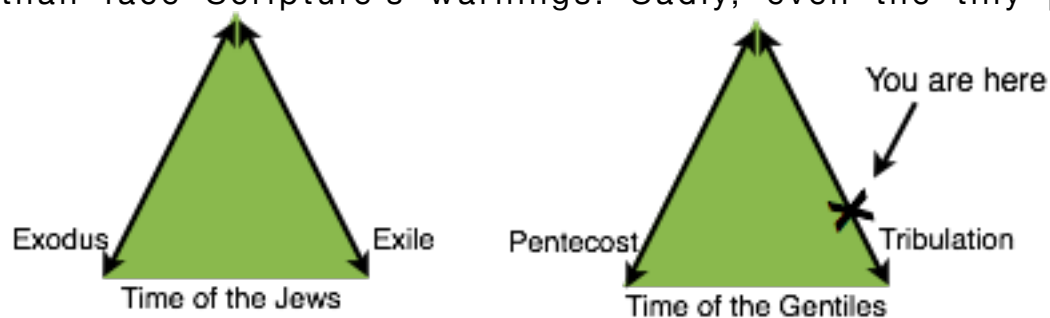 than face Scripture's warnings. Sadly, even the tiny
You are here
Exodus
Exile
Pentecost
Tribulation
Time of the Jews
Time of the Gentiles